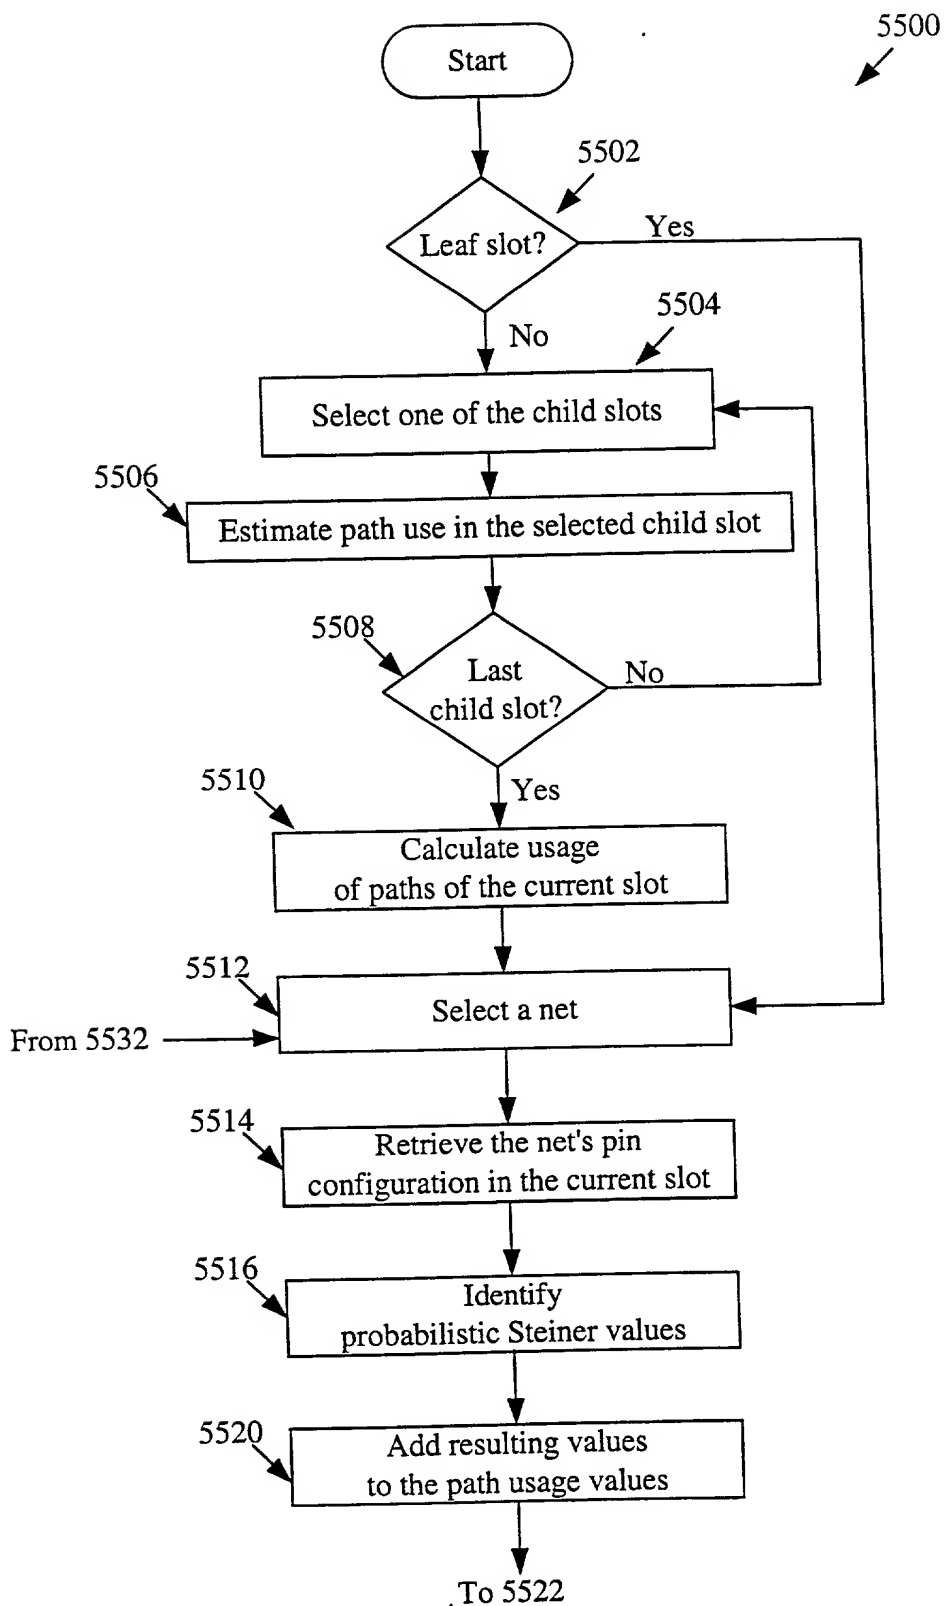 5500
Start
5502
Leaf slot?
Yes
No
5504
Select one of the child slots
5506
Estimate path use in the selected child slot
5508
Last
child slot?
No
Yes
5510
Calculate usage
of paths of the current slot
5512
Select a net
From 5532
5514
Retrieve the net's pin
configuration in the current slot
5516
Identify
probabilistic Steiner values
5520
Add resulting values
to the path usage values
To 5522